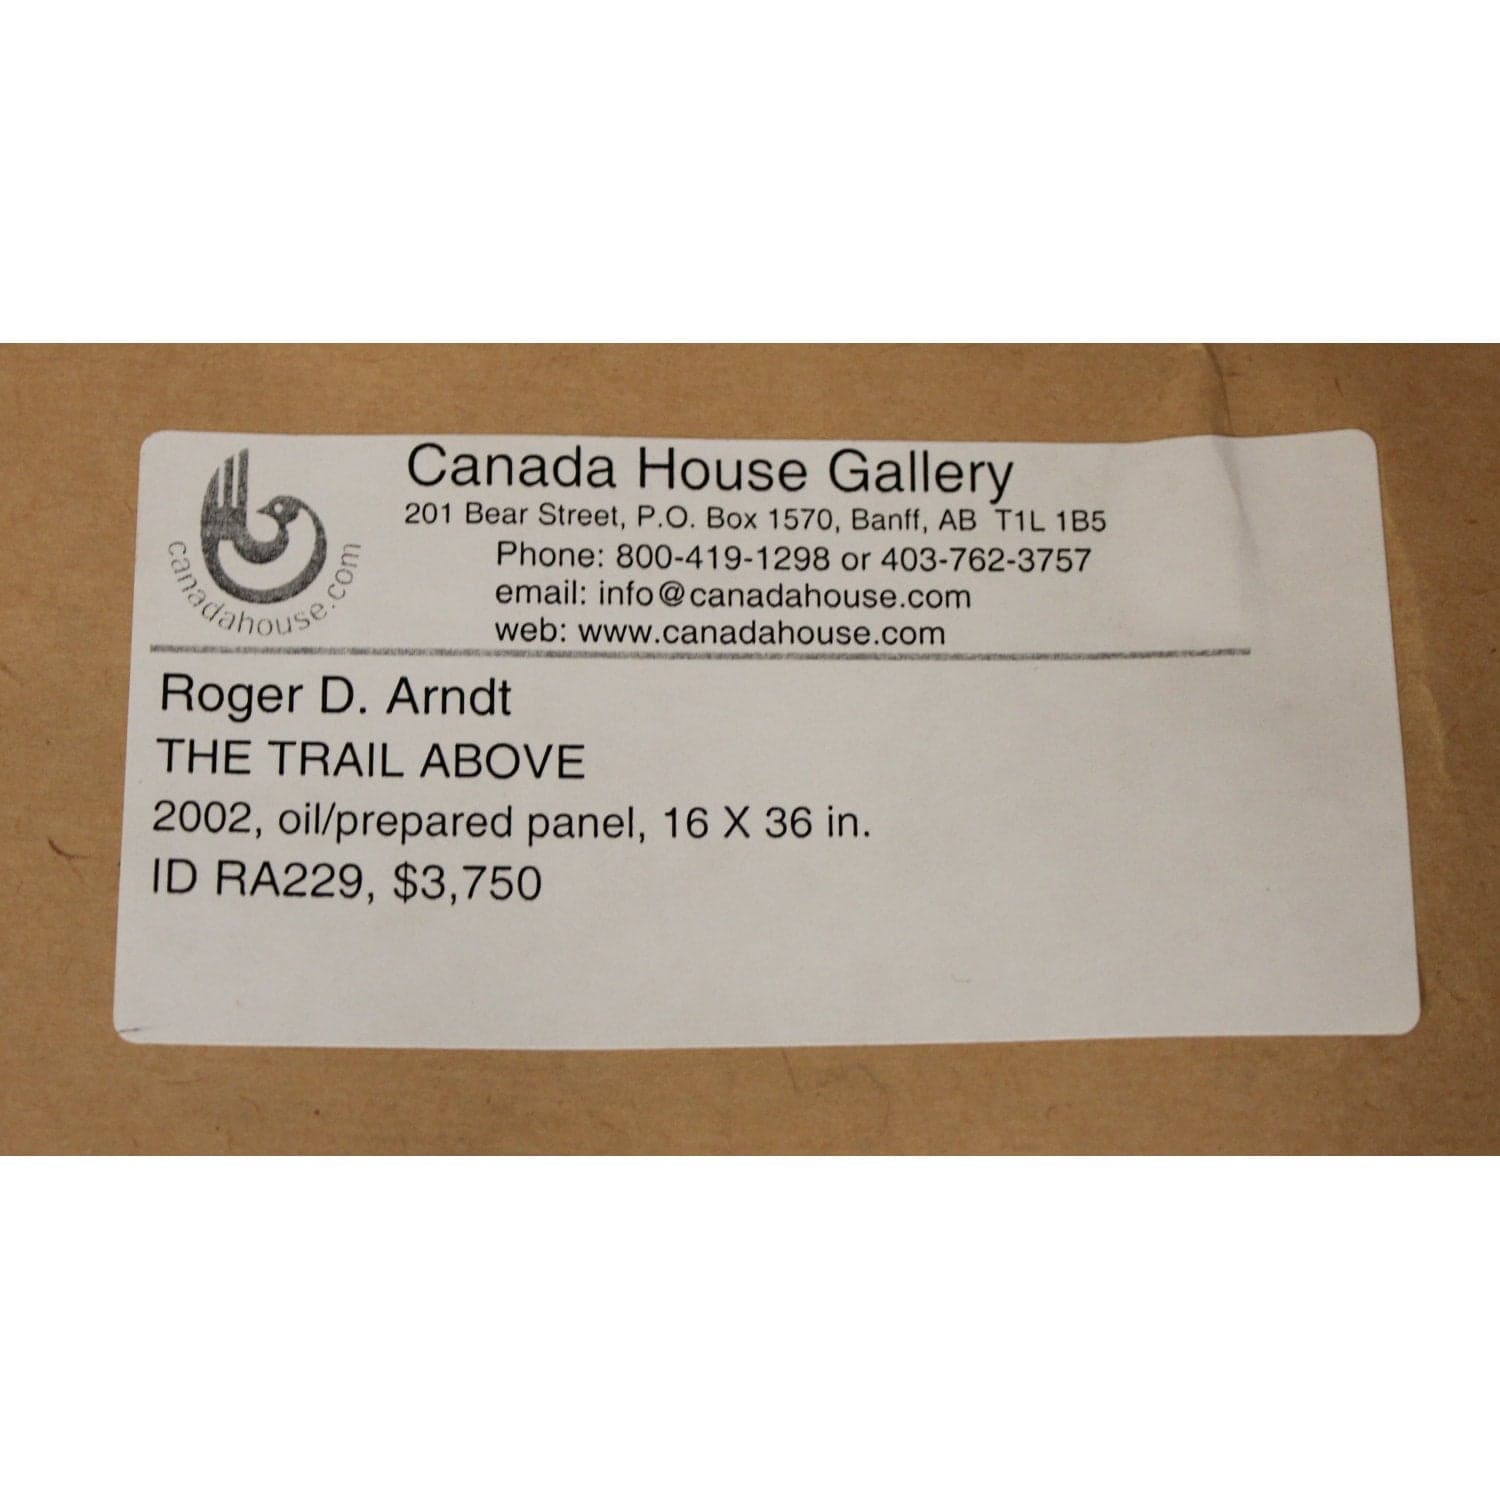 Canada House Gallery
201 Bear Street, P.O. Box 1570, Banff, AB T1L 1B5
Phone: 800-419-1298 or 403-762-3757
email: info@canadahouse.com
web: www.canadahouse.com
canadahouse.com
Roger D. Arndt
THE TRAIL ABOVE
2002, oil/prepared panel, 16 X 36 in.
ID RA229, $3,750